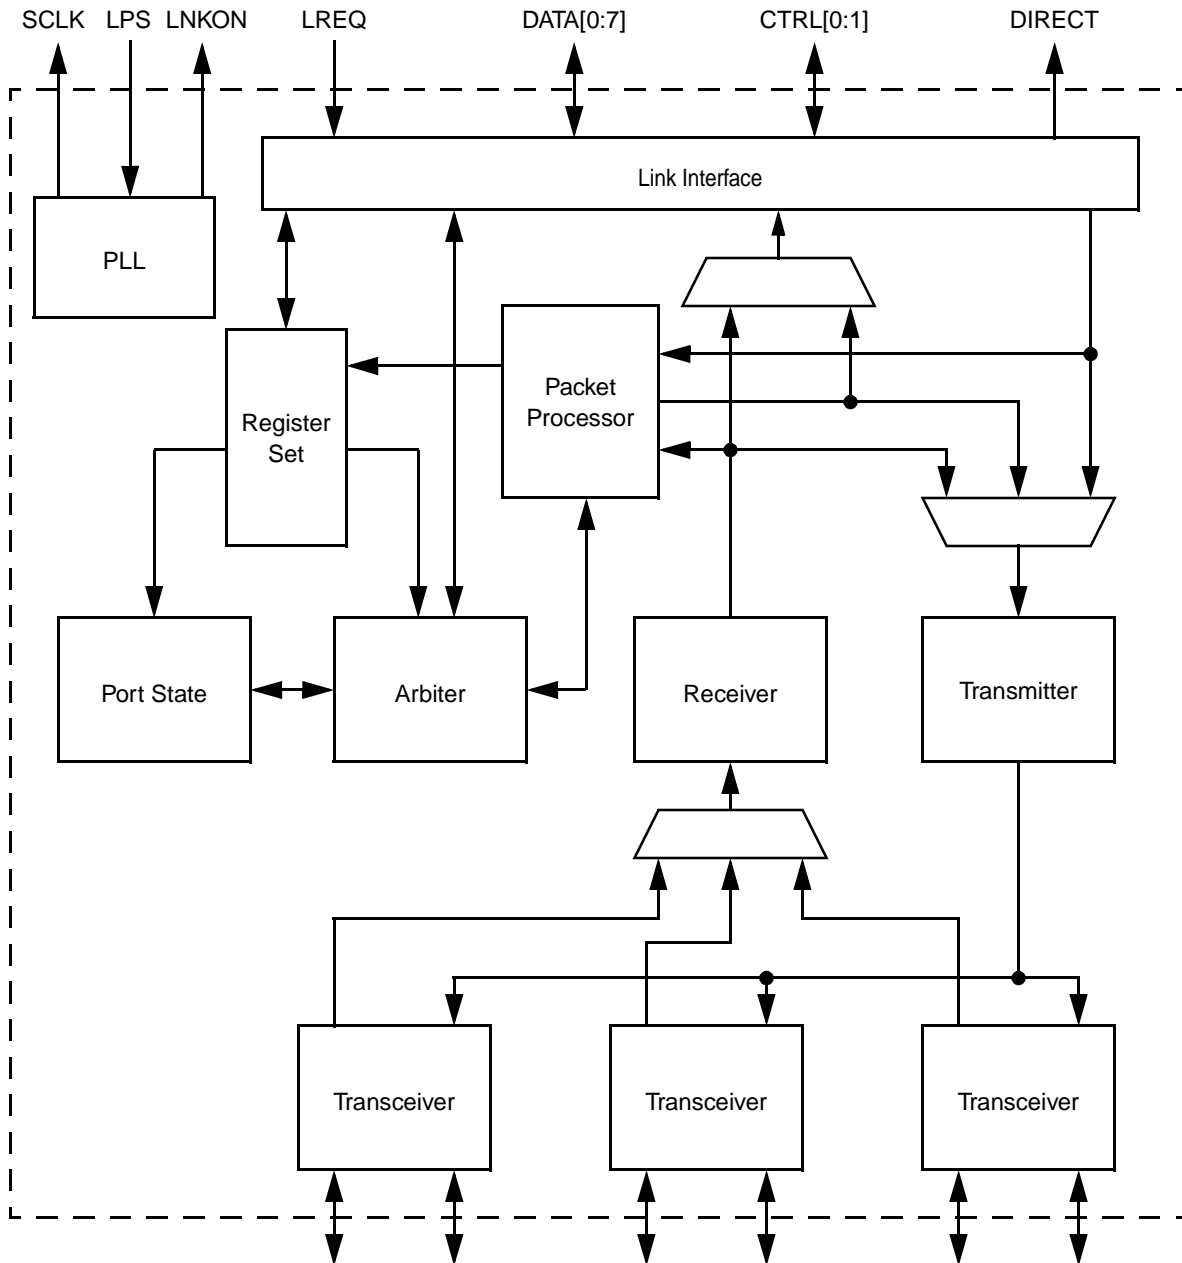 SCLK LPS LNKON LREQ DATA[0:7] CTRL[0:1] DIRECT
Link Interface
PLL
Packet
Processor
Register
Set
Port State
Arbiter
Receiver
Transmitter
Transceiver
Transceiver
Transceiver